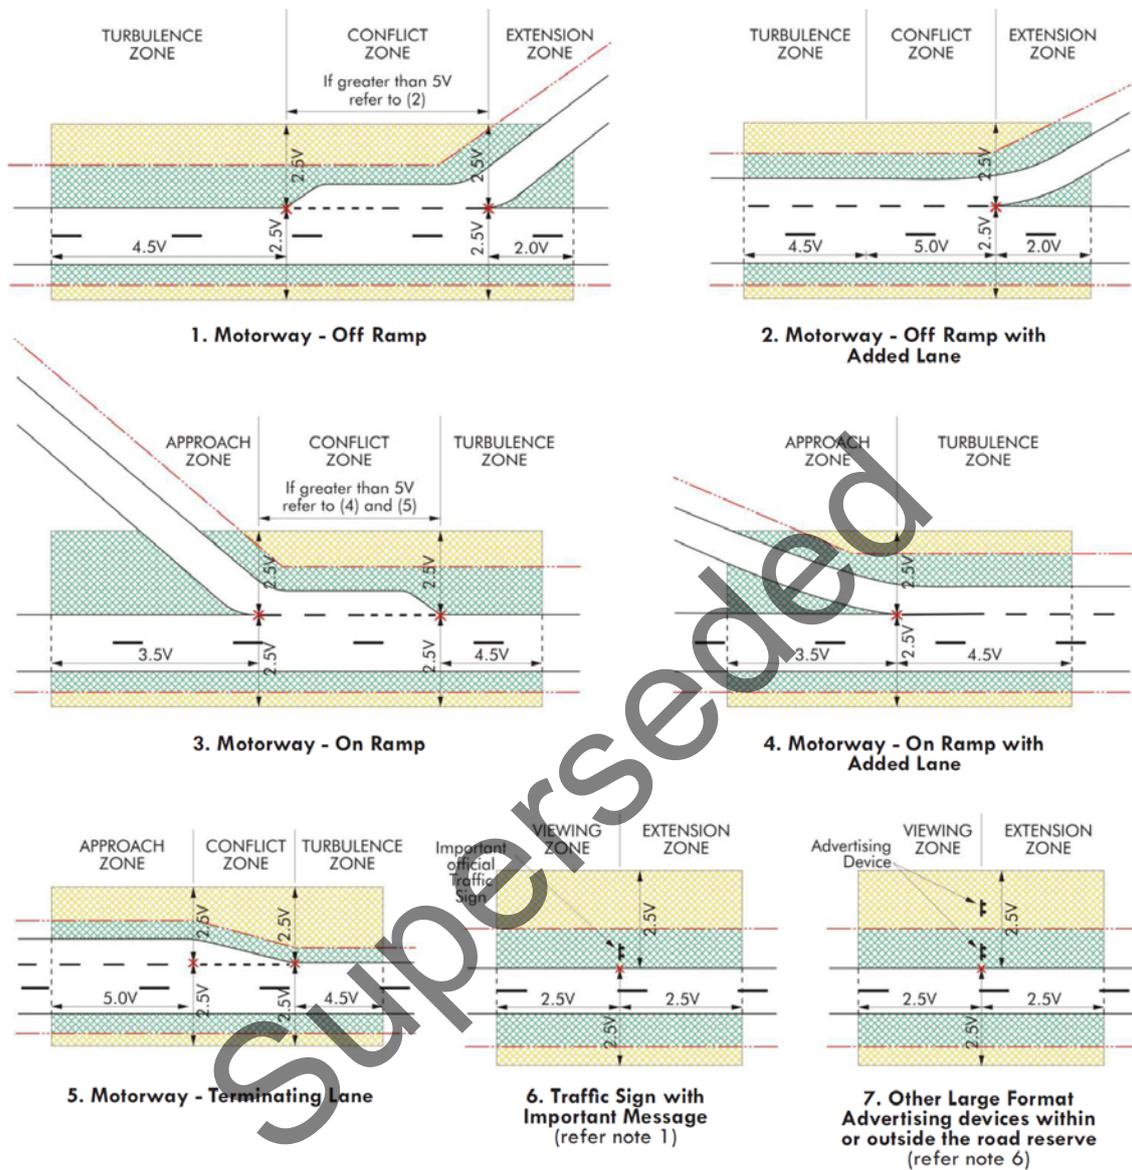 TURBULENCE
ZONE
CONFLICT
ZONE
EXTENSION
ZONE
If greater than 5V
refer to (2)
2.5V
2.5V
2.5V
2.5V
4.5V
2.0V
1. Motorway - Off Ramp
TURBULENCE
ZONE
CONFLICT
ZONE
EXTENSION
ZONE
2.5V
2.5V
4.5V
5.0V
2.0V
2. Motorway - Off Ramp with
Added Lane
APPROACH
ZONE
CONFLICT
ZONE
TURBULENCE
ZONE
If greater than 5V
refer to (4) and (5)
2.5V
2.5V
2.5V
2.5V
3.5V
4.5V
3. Motorway - On Ramp
APPROACH
ZONE
TURBULENCE
ZONE
2.5V
2.5V
3.5V
4.5V
4. Motorway - On Ramp with
Added Lane
APPROACH
ZONE
CONFLICT
ZONE
TURBULENCE
ZONE
2.5V
2.5V
2.5V
2.5V
5.0V
4.5V
5. Motorway - Terminating Lane
VIEWING
ZONE
EXTENSION
ZONE
Important
official
Traffic
Sign
2.5V
2.5V
2.5V
2.5V
6. Traffic Sign with
Important Message
(refer note 1)
VIEWING
ZONE
EXTENSION
ZONE
Advertising
Device
2.5V
2.5V
2.5V
2.5V
7. Other Large Format
Advertising devices within
or outside the road reserve
(refer note 6)
Superseded